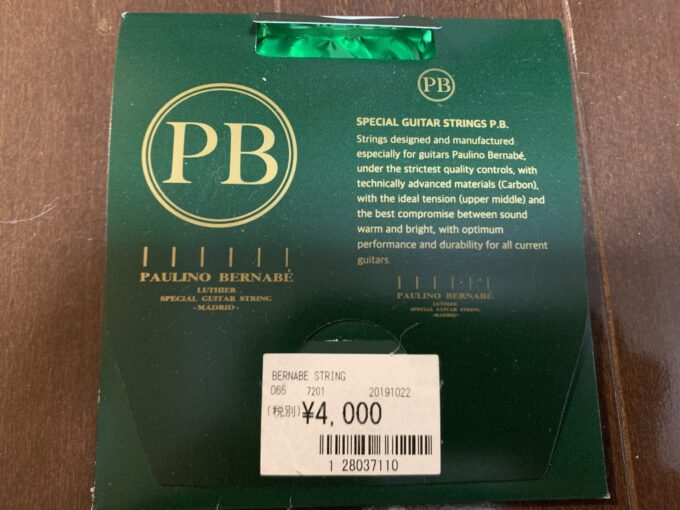 PB
PAULINO BERNABÉ
LUTHIER
SPECIAL GUITAR STRING
-MADRID-
PB
SPECIAL GUITAR STRINGS P.B.
Strings designed and manufactured
especially for guitars Paulino Bernabé,
under the strictest quality controls, with
technically advanced materials (Carbon),
with the ideal tension (upper middle) and
the best compromise between sound
warm and bright, with optimum
performance and durability for all current
guitars.
PAULINO BERNABÉ
LUTHIER
SPECIAL GUITAR STRING
-MADRID-
BERNABE STRING
066 7201 20191022
(税別) ¥4,000
1 28037110